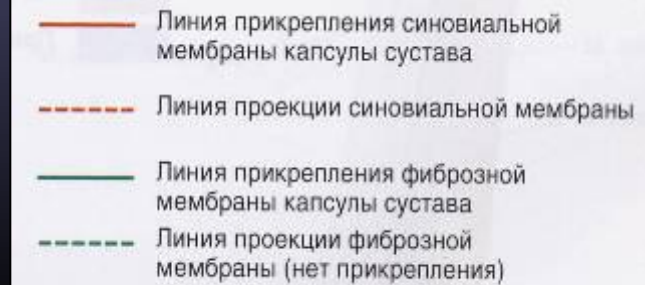 Линия прикрепления синовиальной
мембраны капсулы сустава
Линия проекции синовиальной мембраны
Линия прикрепления фиброзной
мембраны капсулы сустава
Линия проекции фиброзной
мембраны (нет прикрепления)